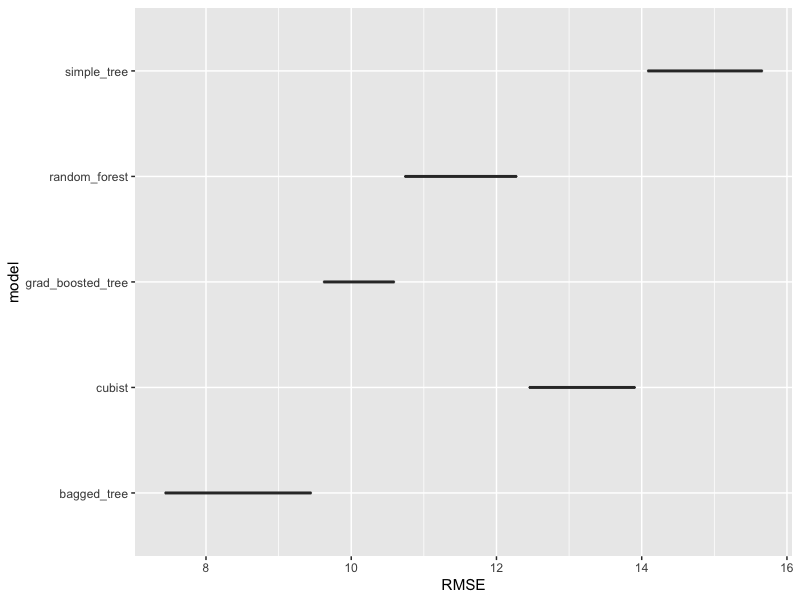 simple_tree
random_forest
grad_boosted_tree
cubist
bagged_tree
model
8 10 12 14 16
RMSE